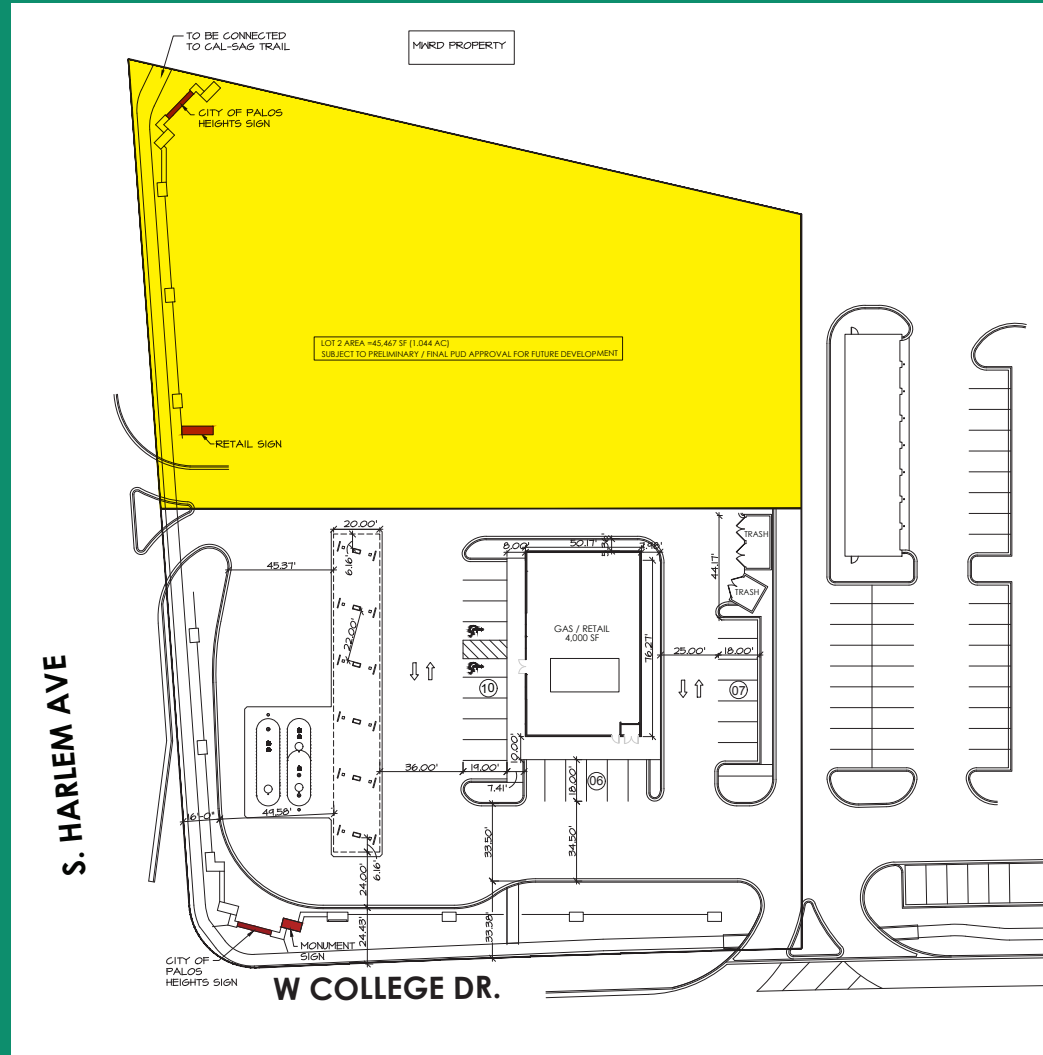 TO BE CONNECTED
TO CAL-SAG TRAIL
MWRD PROPERTY
CITY OF PALOS
HEIGHTS SIGN
LOT 2 AREA =45,467 SF (1.044 AC)
SUBJECT TO PRELIMINARY / FINAL PUD APPROVAL FOR FUTURE DEVELOPMENT
RETAIL SIGN
20.00'
6.16'
45.37'
22.00'
8.00'
50.17'
5.36'
7.98'
44.17'
TRASH
TRASH
GAS / RETAIL
4,000 SF
76.27'
25.00'
18.00'
10
07
36.00'
19.00'
10.00'
7.41'
18.00'
06
49.58'
6'-0"
6.16'
24.00'
33.50'
34.50'
24.43'
33.38'
MONUMENT
SIGN
CITY OF
PALOS
HEIGHTS SIGN
S. HARLEM AVE
W COLLEGE DR.